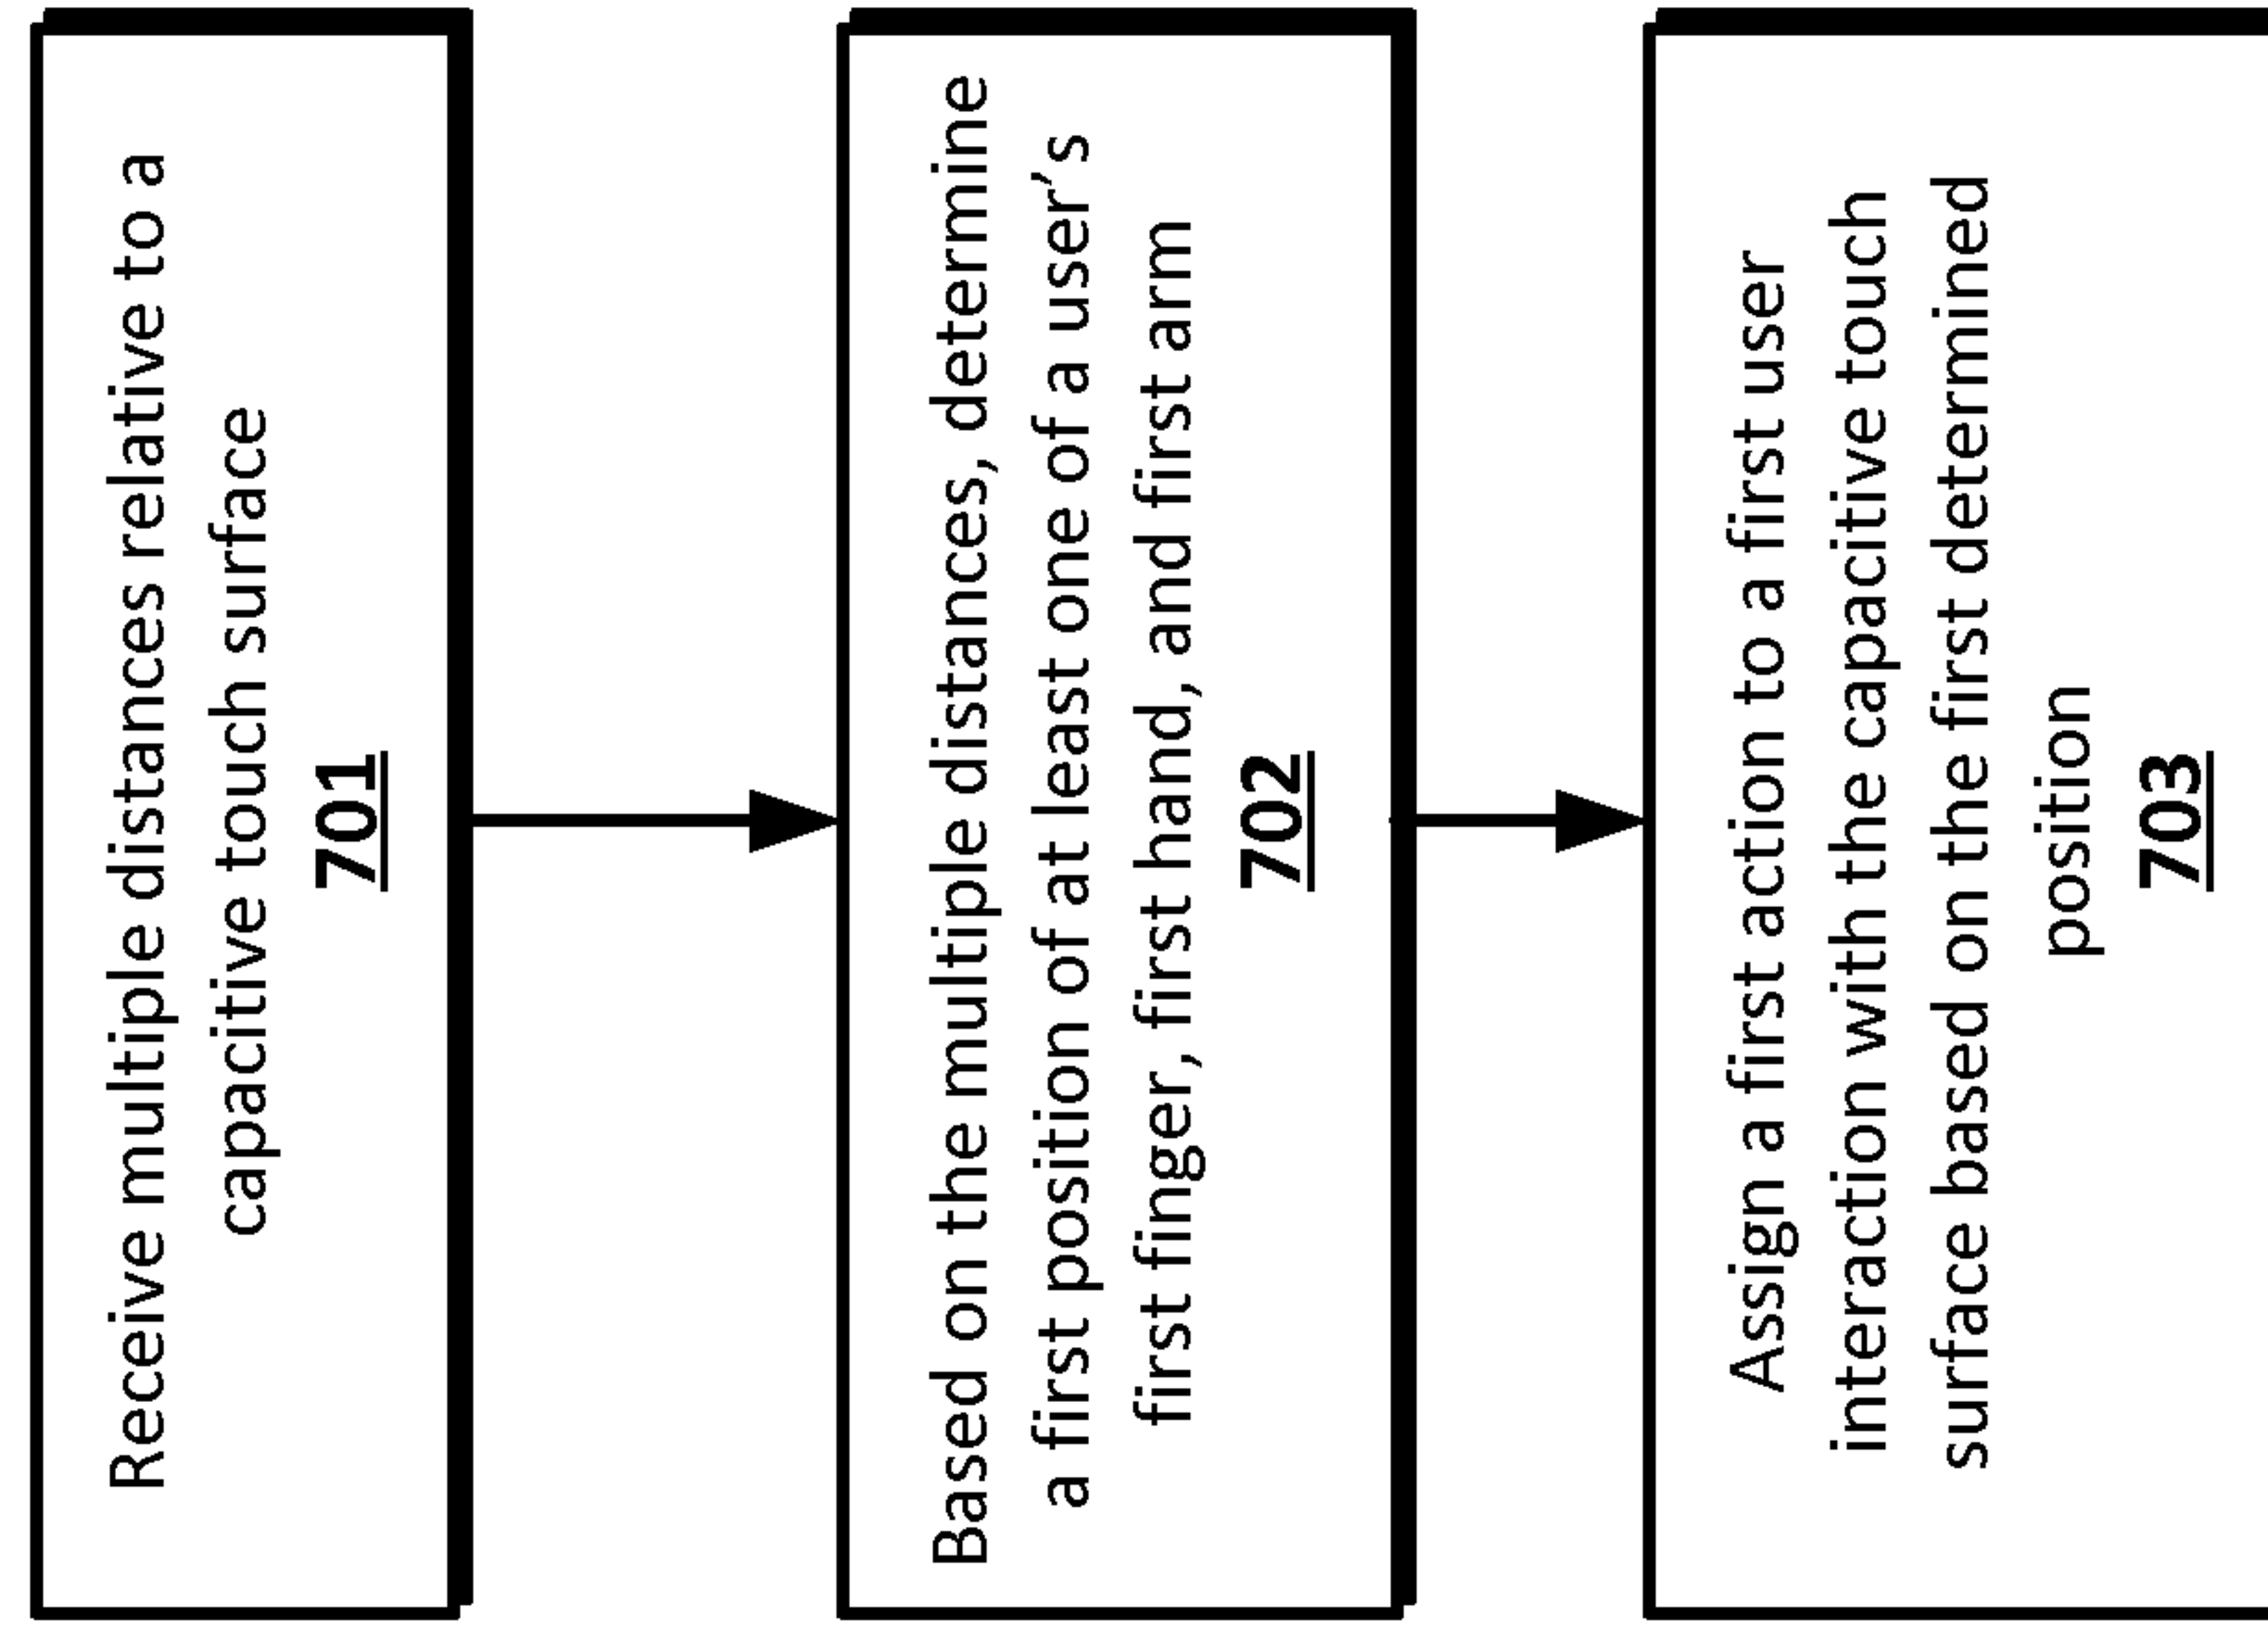 Receive multiple distances relative to a
capacitive touch surface
701
Based on the multiple distances, determine
a first position of at least one of a user’s
first finger, first hand, and first arm
702
Assign a first action to a first user
interaction with the capacitive touch
surface based on the first determined
position
703